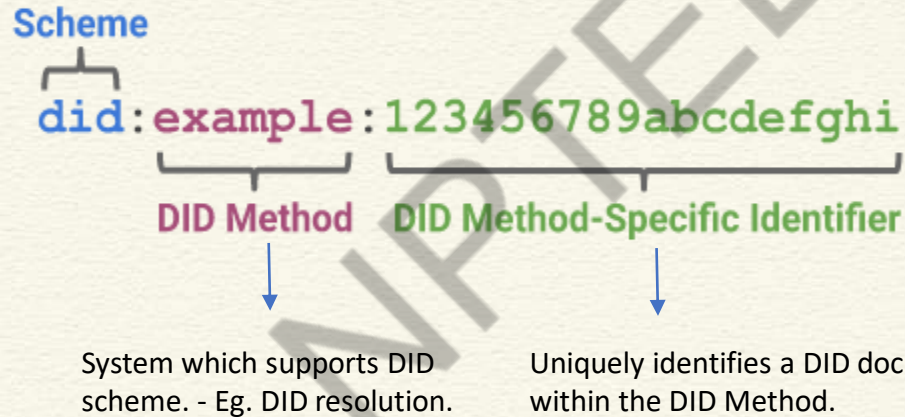 Scheme
did:example:123456789abcdefghi
DID Method DID Method-Specific Identifier
System which supports DID
scheme. - Eg. DID resolution.
Uniquely identifies a DID doc
within the DID Method.
NPTEL